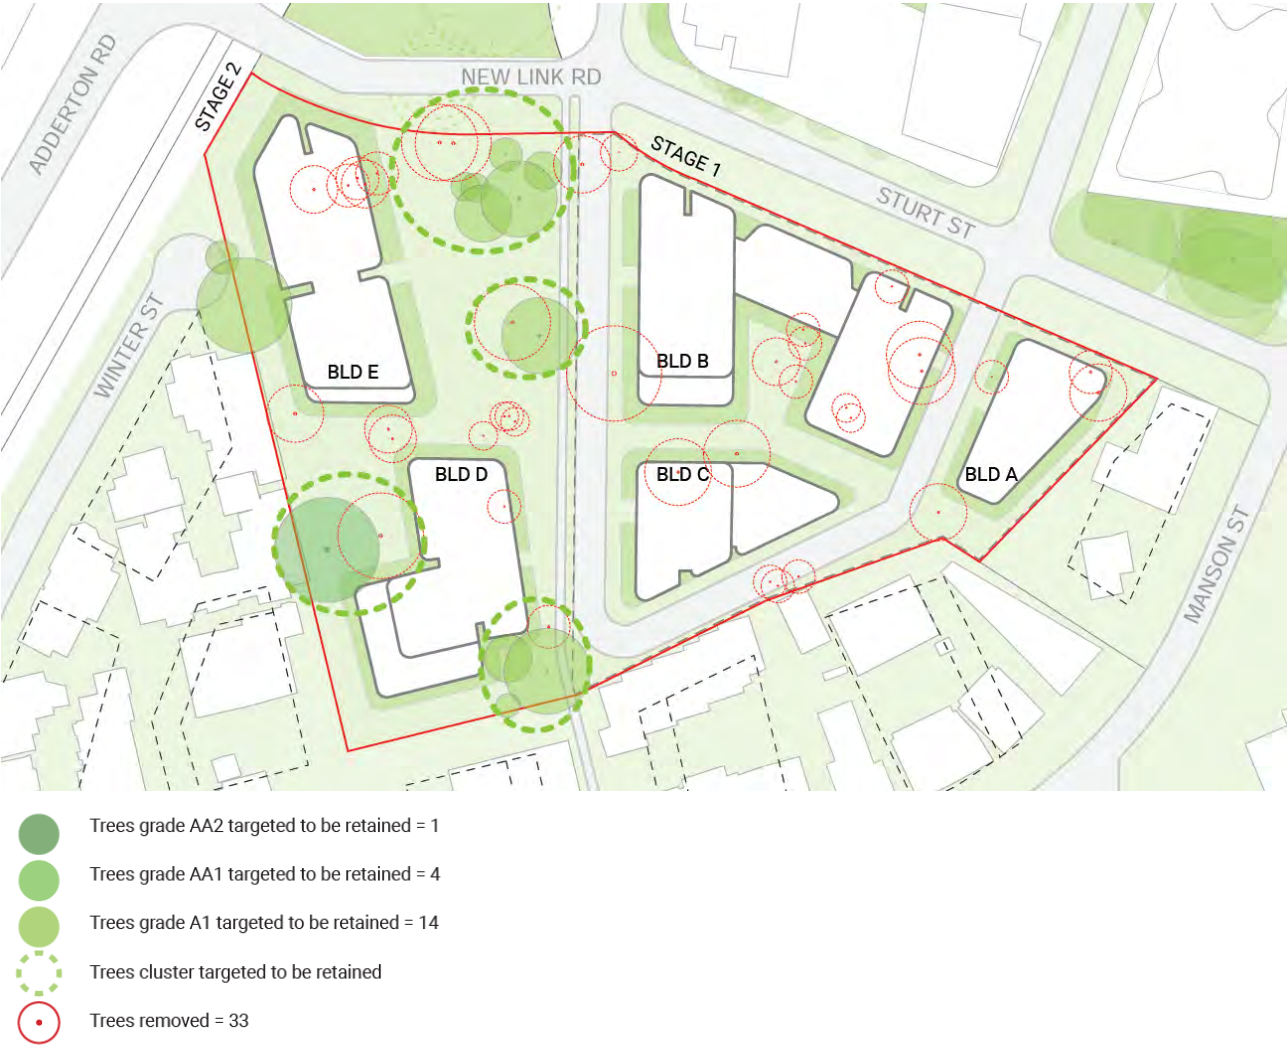 ADDERTON RD
STAGE 2
NEW LINK RD
STAGE 1
STURT ST
WINTER ST
BLD E
BLD B
BLD D
BLD C
BLD A
MANSON ST
Trees grade AA2 targeted to be retained = 1
Trees grade AA1 targeted to be retained = 4
Trees grade A1 targeted to be retained = 14
Trees cluster targeted to be retained
Trees removed = 33